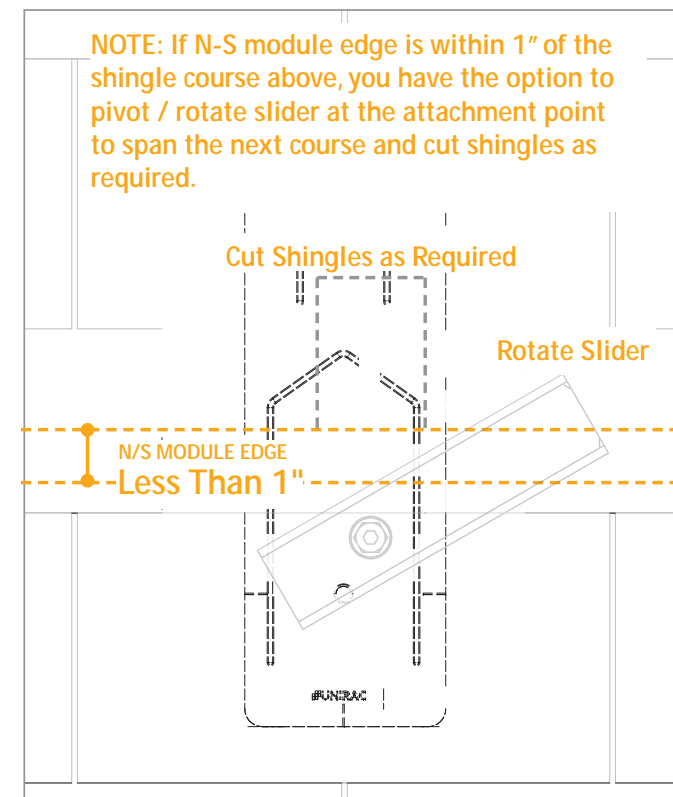 NOTE: If N-S module edge is within 1" of the
shingle course above, you have the option to
pivot / rotate slider at the attachment point
to span the next course and cut shingles as
required.
Cut Shingles as Required
Rotate Slider
N/S MODULE EDGE
Less Than 1"
#UNIRAC